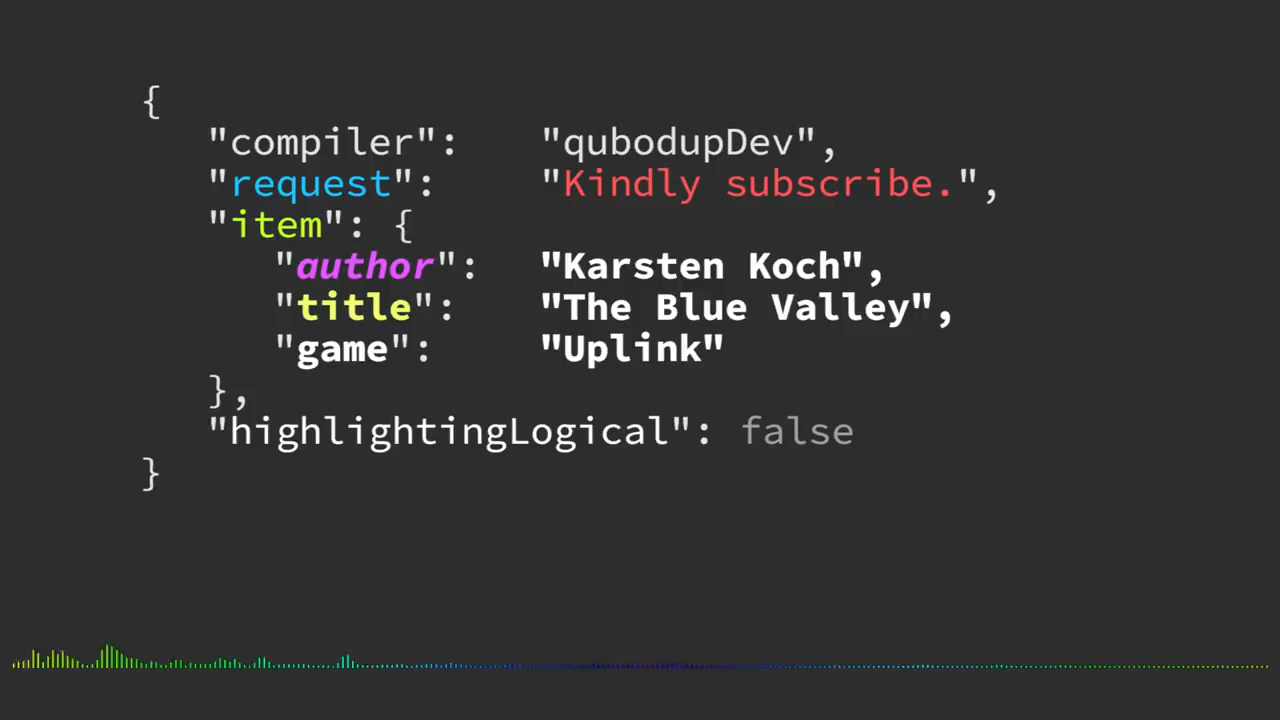 {
"compiler": "qubodupDev",
"request": "Kindly subscribe.",
"item": {
"author": "Karsten Koch",
"title": "The Blue Valley",
"game": "Uplink"
},
"highlightingLogical": false
}